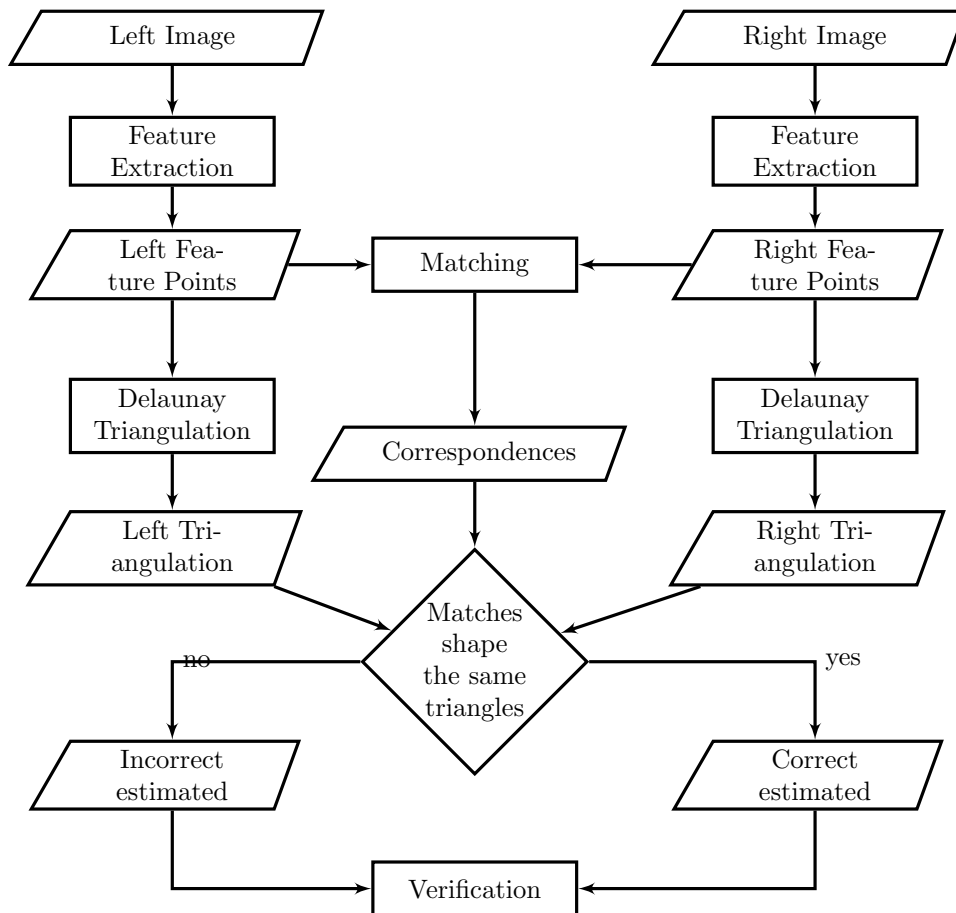 Left Image
Right Image
Feature
Extraction
Feature
Extraction
Left Fea-
ture Points
Matching
Right Fea-
ture Points
Delaunay
Triangulation
Correspondences
Delaunay
Triangulation
Left Tri-
angulation
Right Tri-
angulation
Matches
shape
the same
triangles
no
yes
Incorrect
estimated
Correct
estimated
Verification